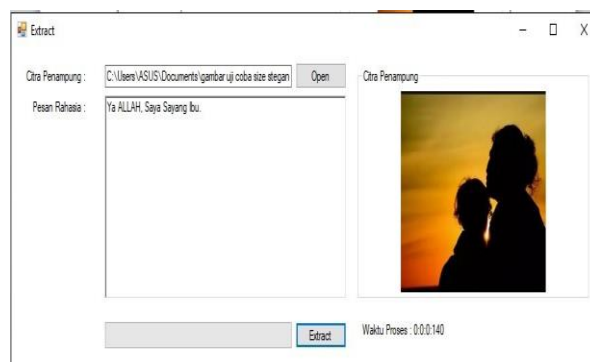 Extract
Citra Penampung : C:\Users\ASUS\Documents\gambar uji coba size stegan Open
Citra Penampung
Pesan Rahasia : Ya ALLAH, Saya Sayang Ibu.
Extract
Waktu Proses : 0:0:0:140